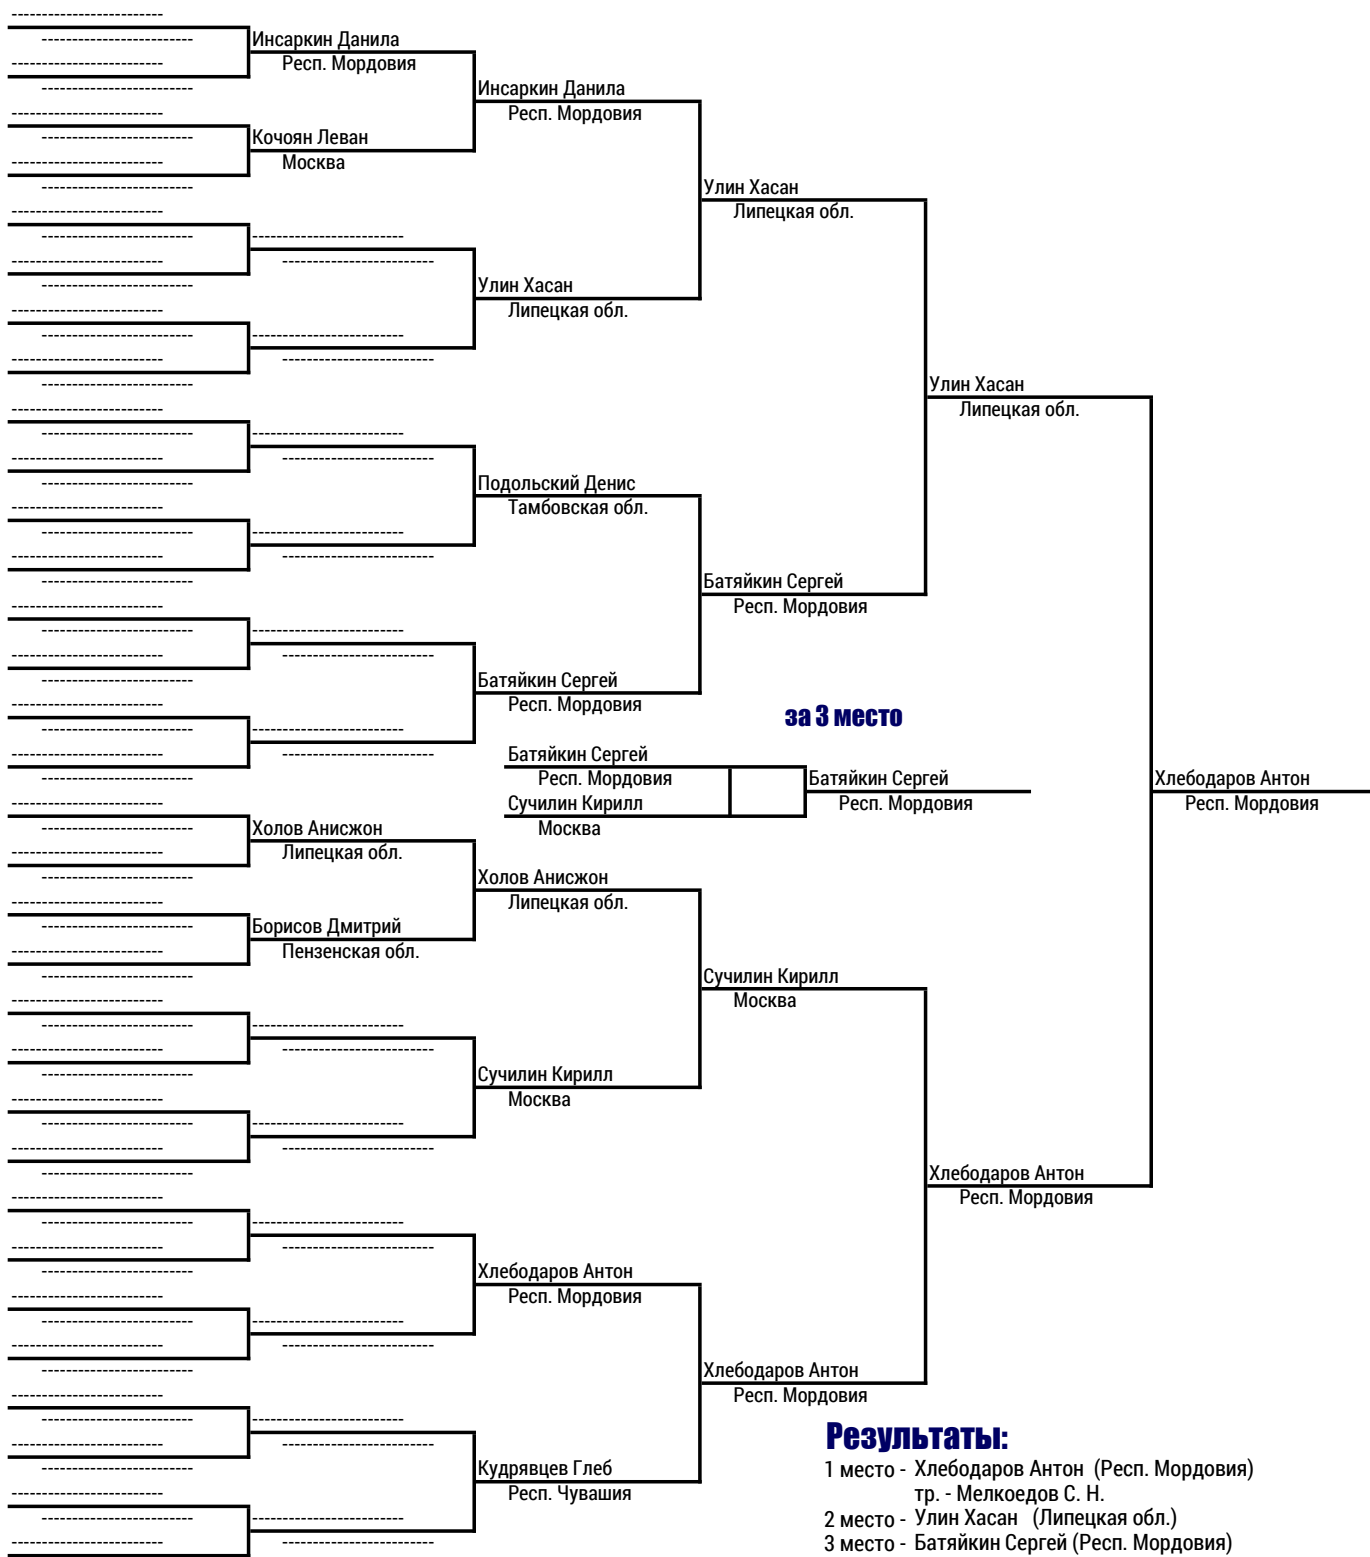 Инсаркин Данила
Респ. Мордовия
Кочоян Леван
Москва
Холов Анисжон
Липецкая обл.
Борисов Дмитрий
Пензенская обл.
Инсаркин Данила
Респ. Мордовия
Улин Хасан
Липецкая обл.
Подольский Денис
Тамбовская обл.
Батяйкин Сергей
Респ. Мордовия
Холов Анисжон
Липецкая обл.
Сучилин Кирилл
Москва
Хлебодаров Антон
Респ. Мордовия
Кудрявцев Глеб
Респ. Чувашия
Улин Хасан
Липецкая обл.
Батяйкин Сергей
Респ. Мордовия
Сучилин Кирилл
Москва
Хлебодаров Антон
Респ. Мордовия
Улин Хасан
Липецкая обл.
Хлебодаров Антон
Респ. Мордовия
Хлебодаров Антон
Респ. Мордовия
за 3 место
Батяйкин Сергей
Респ. Мордовия
Сучилин Кирилл
Москва
Батяйкин Сергей
Респ. Мордовия
Результаты:
1 место - Хлебодаров Антон (Респ. Мордовия)
тр. - Мелкоедов С. Н.
2 место - Улин Хасан (Липецкая обл.)
3 место - Батяйкин Сергей (Респ. Мордовия)